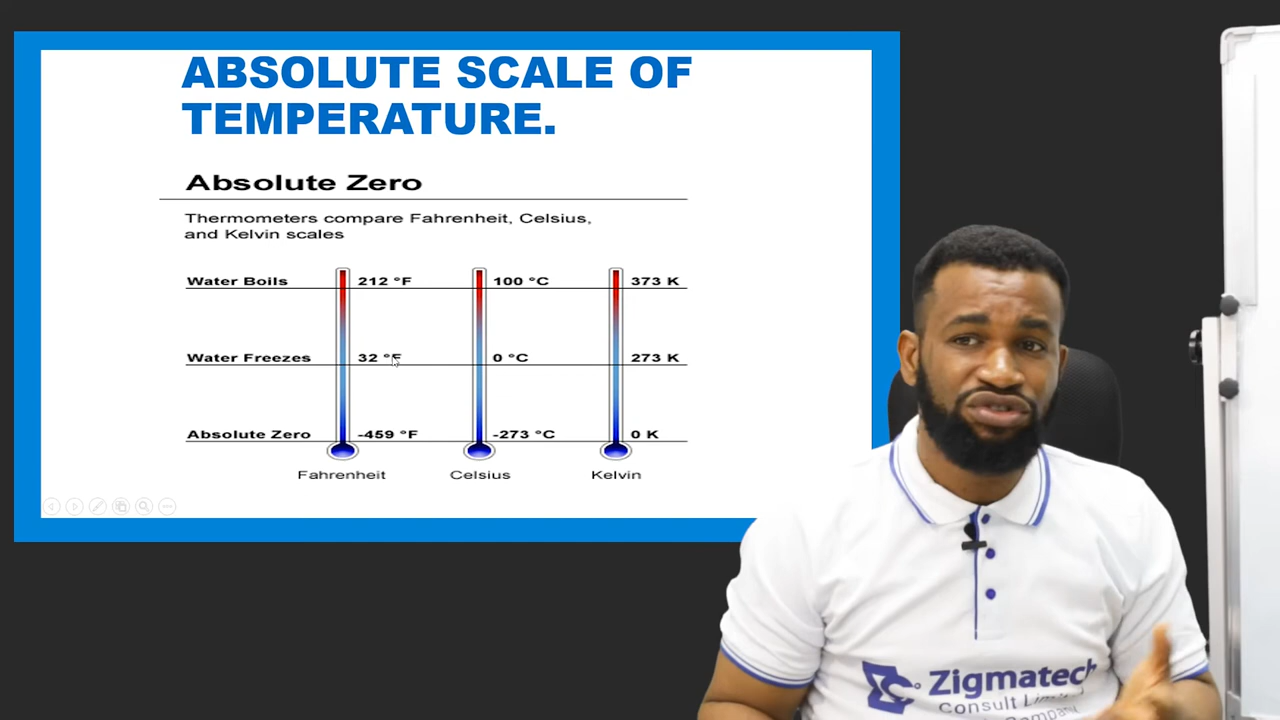 ABSOLUTE SCALE OF
TEMPERATURE.
Absolute Zero
Thermometers compare Fahrenheit, Celsius,
and Kelvin scales
Water Boils 212 °F 100 °C 373 K
Water Freezes 32 °F 0 °C 273 K
Absolute Zero -459 °F -273 °C 0 K
Fahrenheit Celsius Kelvin
Zigmatech
Consult
Company